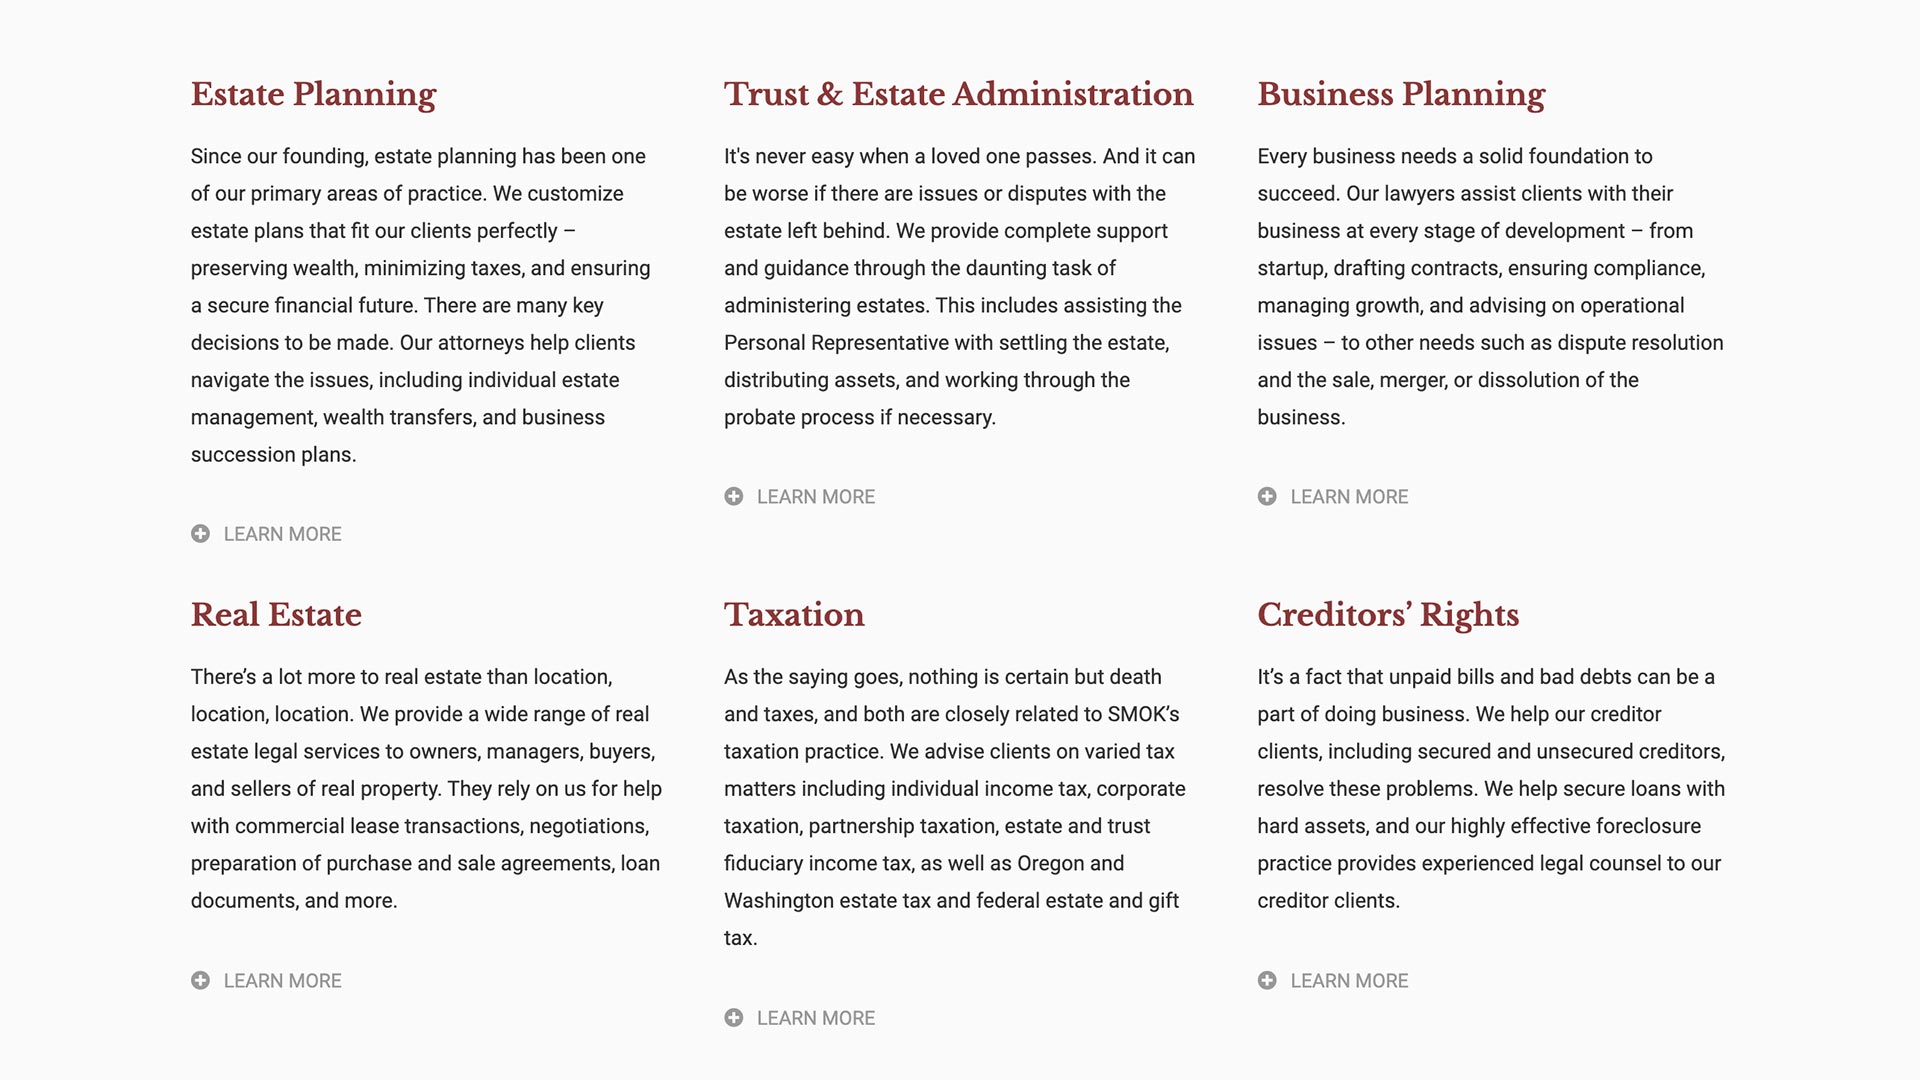 Estate Planning
Since our founding, estate planning has been one
of our primary areas of practice. We customize
estate plans that fit our clients perfectly –
preserving wealth, minimizing taxes, and ensuring
a secure financial future. There are many key
decisions to be made. Our attorneys help clients
navigate the issues, including individual estate
management, wealth transfers, and business
succession plans.
LEARN MORE
Trust & Estate Administration
It's never easy when a loved one passes. And it can
be worse if there are issues or disputes with the
estate left behind. We provide complete support
and guidance through the daunting task of
administering estates. This includes assisting the
Personal Representative with settling the estate,
distributing assets, and working through the
probate process if necessary.
LEARN MORE
Business Planning
Every business needs a solid foundation to
succeed. Our lawyers assist clients with their
business at every stage of development – from
startup, drafting contracts, ensuring compliance,
managing growth, and advising on operational
issues – to other needs such as dispute resolution
and the sale, merger, or dissolution of the
business.
LEARN MORE
Real Estate
There’s a lot more to real estate than location,
location, location. We provide a wide range of real
estate legal services to owners, managers, buyers,
and sellers of real property. They rely on us for help
with commercial lease transactions, negotiations,
preparation of purchase and sale agreements, loan
documents, and more.
LEARN MORE
Taxation
As the saying goes, nothing is certain but death
and taxes, and both are closely related to SMOK’s
taxation practice. We advise clients on varied tax
matters including individual income tax, corporate
taxation, partnership taxation, estate and trust
fiduciary income tax, as well as Oregon and
Washington estate tax and federal estate and gift
tax.
LEARN MORE
Creditors’ Rights
It’s a fact that unpaid bills and bad debts can be a
part of doing business. We help our creditor
clients, including secured and unsecured creditors,
resolve these problems. We help secure loans with
hard assets, and our highly effective foreclosure
practice provides experienced legal counsel to our
creditor clients.
LEARN MORE